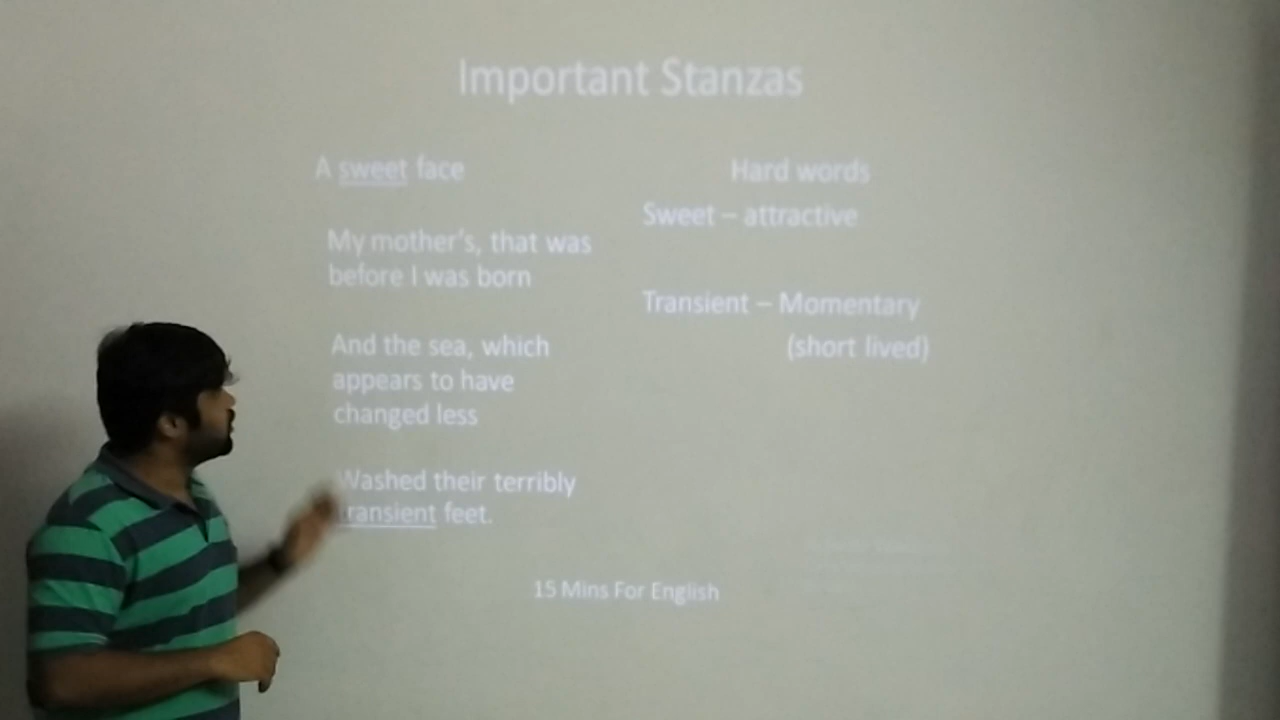 Important Stanzas
A sweet face
My mother's, that was
before I was born
And the sea, which
appears to have
changed less
Washed their terribly
transient feet.
Hard words
Sweet – attractive
Transient – Momentary
(short lived)
15 Mins For English